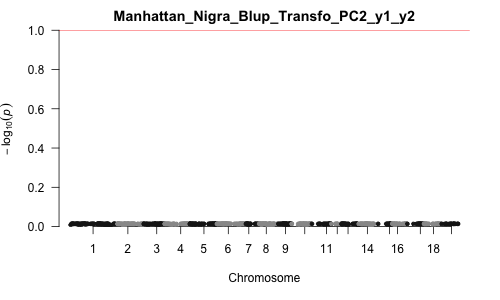 Manhattan_Nigra_Blup_Transfo_PC2_y1_y2
− log10(p)
1.0
0.8
0.6
0.4
0.2
0.0
1 2 3 4 5 6 7 8 9 11 14 16 18
Chromosome